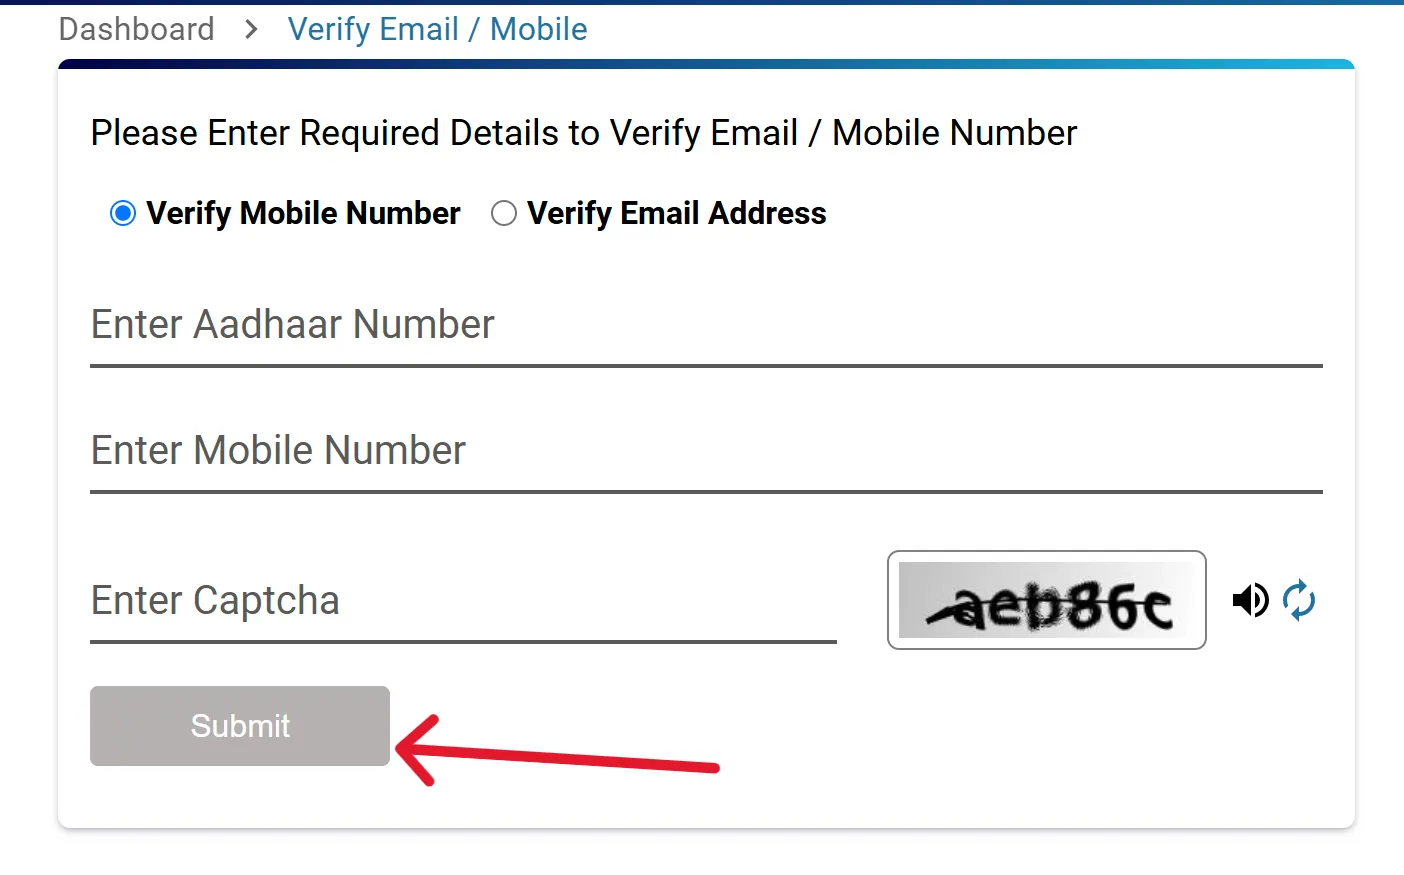 Dashboard > Verify Email / Mobile
Please Enter Required Details to Verify Email / Mobile Number
Verify Mobile Number Verify Email Address
Enter Aadhaar Number
Enter Mobile Number
Enter Captcha aeb86c
Submit